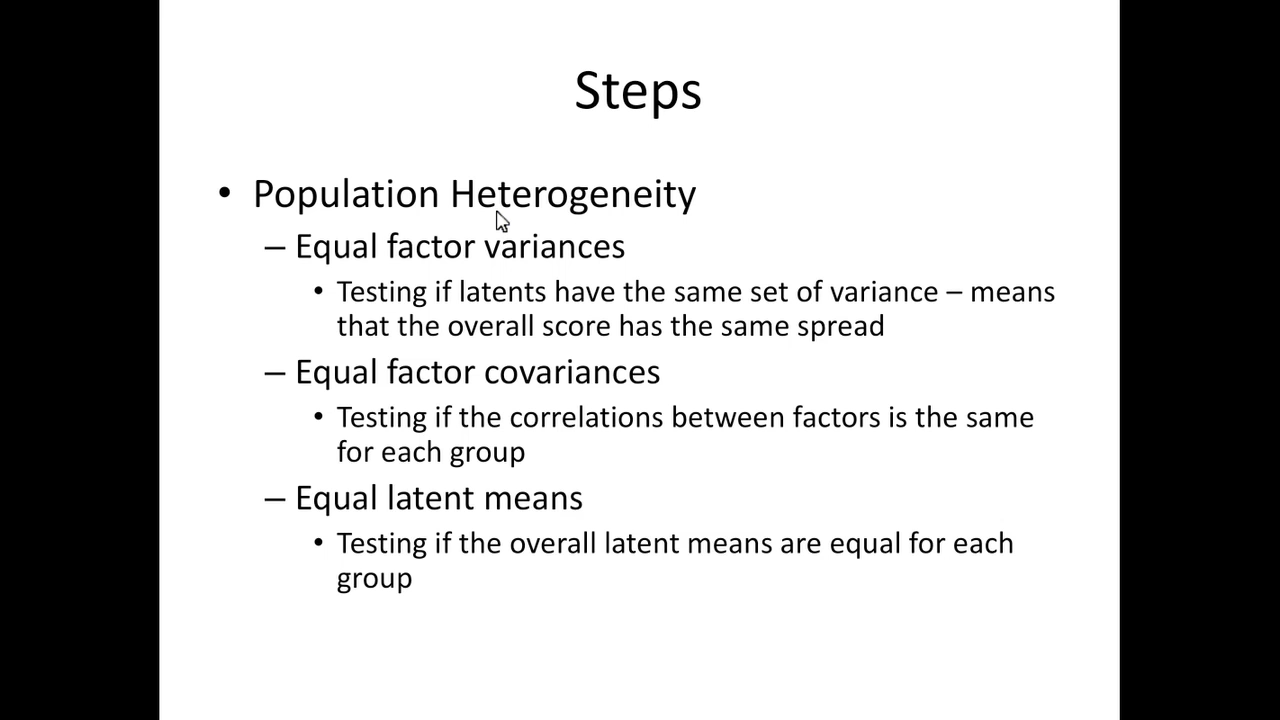 Steps
• Population Heterogeneity
– Equal factor variances
• Testing if latents have the same set of variance – means
that the overall score has the same spread
– Equal factor covariances
• Testing if the correlations between factors is the same
for each group
– Equal latent means
• Testing if the overall latent means are equal for each
group